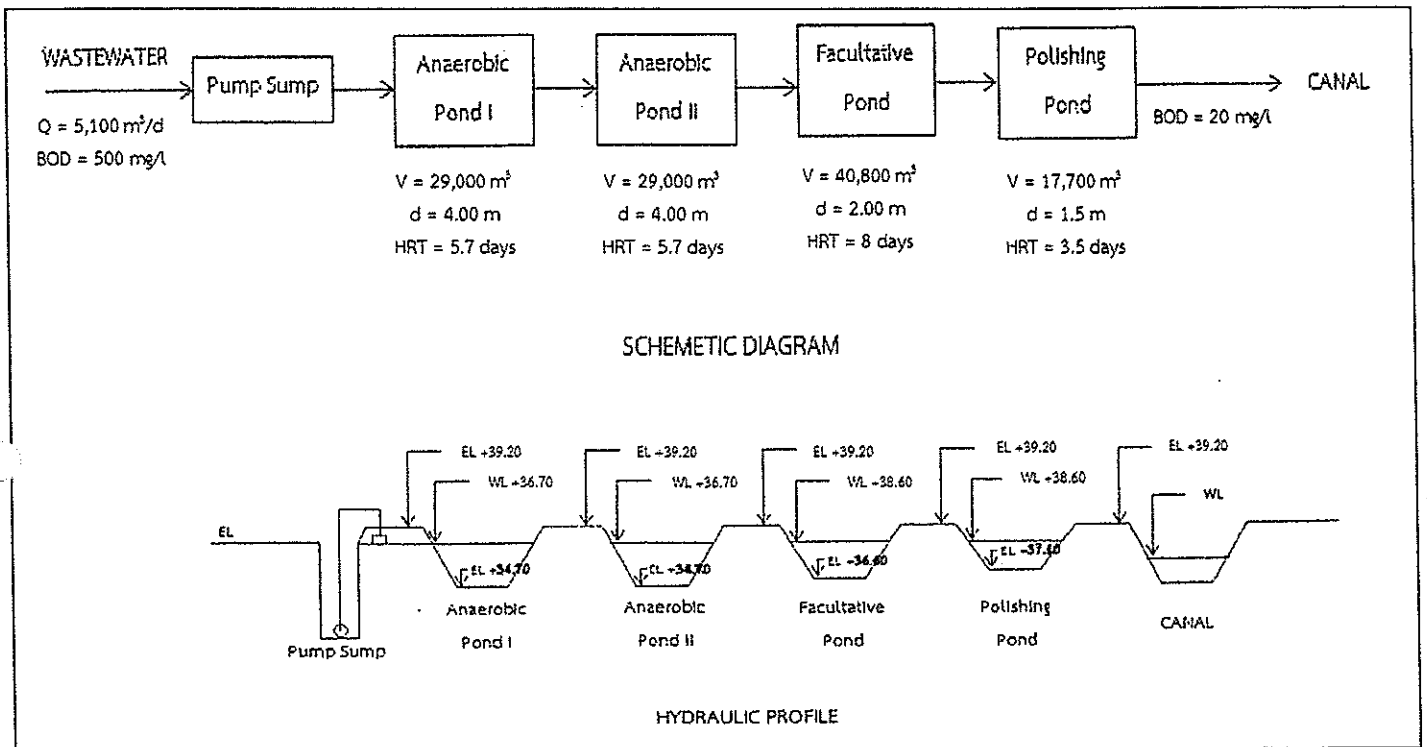 WASTEWATER
Q = 5,100 m³/d
BOD = 500 mg/l
Pump Sump
Anaerobic
Pond I
V = 29,000 m³
d = 4.00 m
HRT = 5.7 days
Anaerobic
Pond II
V = 29,000 m³
d = 4.00 m
HRT = 5.7 days
Facultative
Pond
V = 40,800 m³
d = 2.00 m
HRT = 8 days
Polishing
Pond
V = 17,700 m³
d = 1.5 m
HRT = 3.5 days
BOD = 20 mg/l
CANAL
SCHEMETIC DIAGRAM
EL +39.20
EL +39.20
EL +39.20
EL +39.20
EL +39.20
WL +36.70
WL +36.70
WL +38.60
WL +38.60
WL
EL
EL +34.70
EL +34.70
EL +36.60
EL +37.10
Pump Sump
Anaerobic
Pond I
Anaerobic
Pond II
Facultative
Pond
Polishing
Pond
CANAL
HYDRAULIC PROFILE